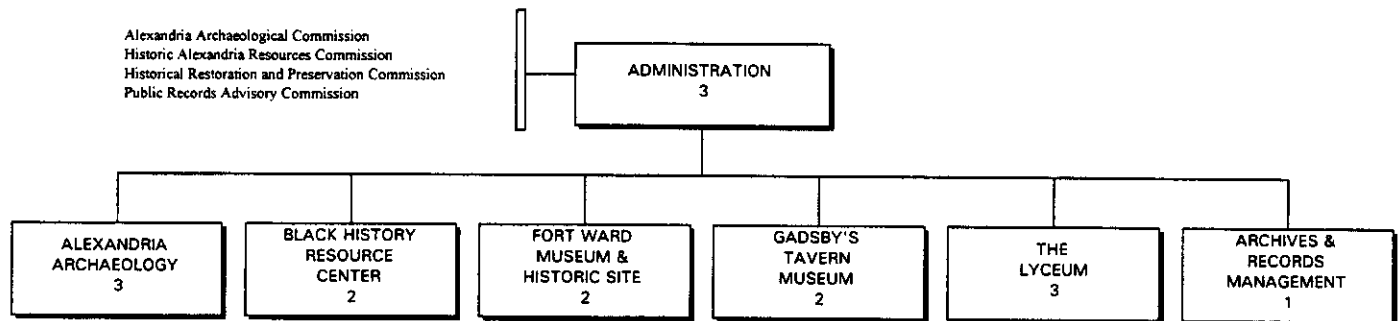 Alexandria Archaeological Commission
Historic Alexandria Resources Commission
Historical Restoration and Preservation Commission
Public Records Advisory Commission
ADMINISTRATION
3
ALEXANDRIA
ARCHAEOLOGY
3
BLACK HISTORY
RESOURCE
CENTER
2
FORT WARD
MUSEUM &
HISTORIC SITE
2
GADSBY'S
TAVERN
MUSEUM
2
THE
LYCEUM
3
ARCHIVES &
RECORDS
MANAGEMENT
1